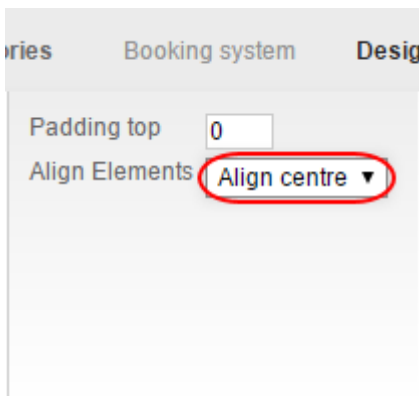 ories Booking system Desig
Padding top 0
Align Elements Align centre